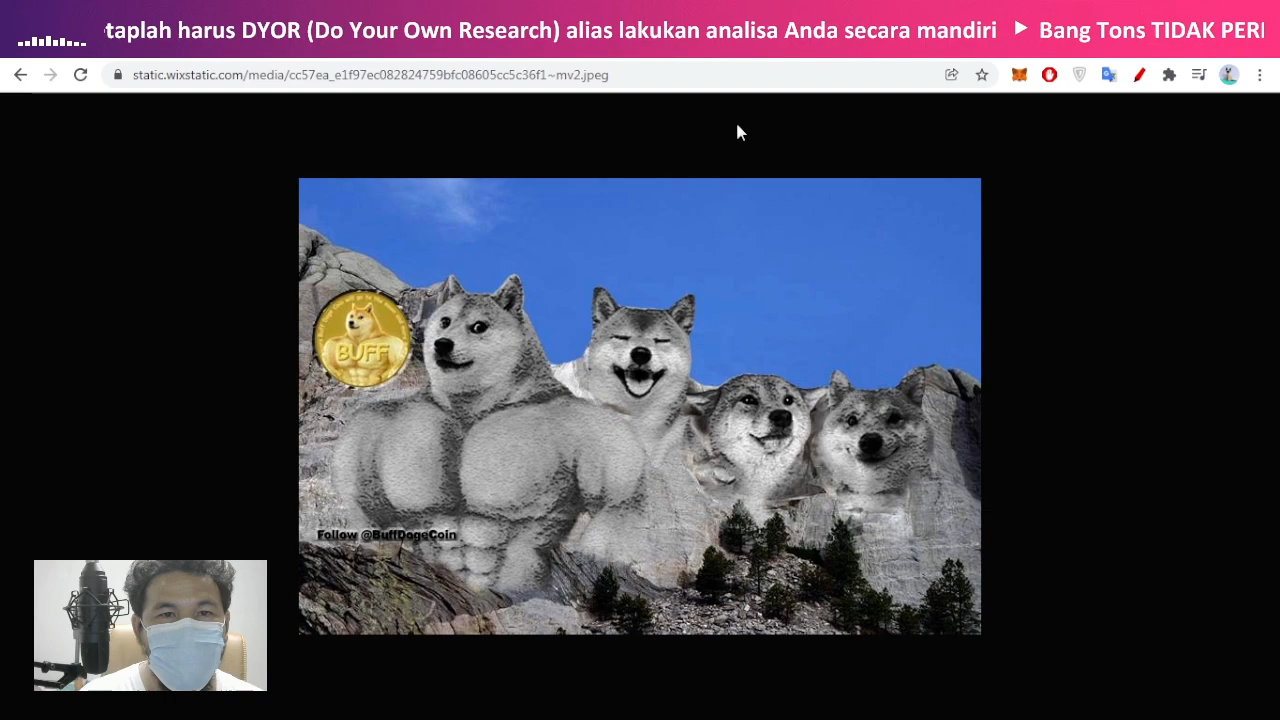 taplah harus DYOR (Do Your Own Research) alias lakukan analisa Anda secara mandiri ▶ Bang Tons TIDAK PERI
static.wixstatic.com/media/cc57ea_e1f97ec082824759bfc08605cc5c36f1~mv2.jpeg
BUFF
Follow @BuffDogeCoin